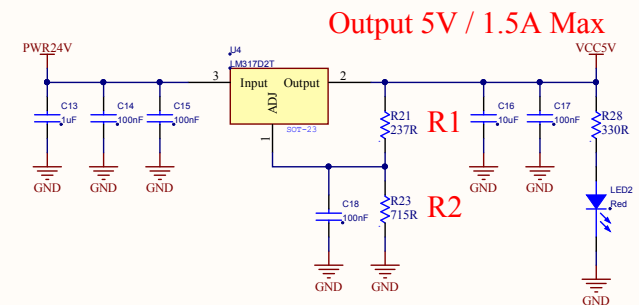 Output 5V / 1.5A Max
PWR24V
U4
LM317D2T
VCC5V
3
Input
Output
2
ADJ
1
SOT-23
C13
1uF
C14
100nF
C15
100nF
R21
237R
R1
C16
10uF
C17
100nF
R28
330R
GND
GND
GND
GND
GND
C18
100nF
R23
715R
R2
LED2
Red
GND
GND
GND